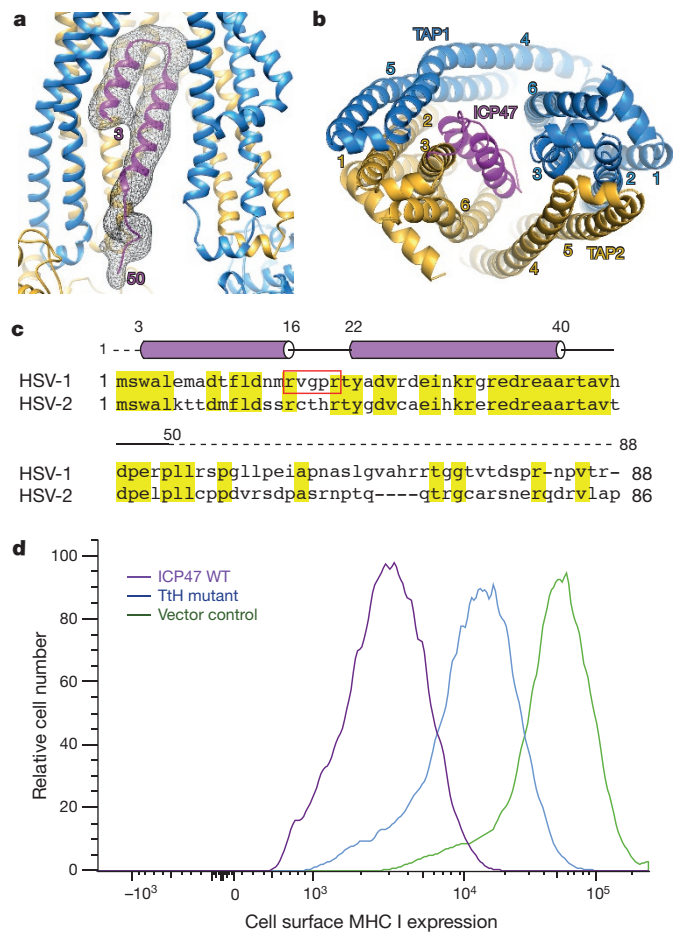 a
3
50
b
TAP1
5
4
6
ICP47
2
3
1
6
3
2
1
5
TAP2
4
c
3 16 22 40
1
HSV-1 1 mswalemadtfldnmrvgprtyadvrdeinkrgredreaartavh
HSV-2 1 mswalkttdmfldssrcthrtygdvcaeihkreredreaartavt
50 88
HSV-1 dperpllrspgllpeiapnaslgvahrrtggtvtdspr-npvtr- 88
HSV-2 dpelpllcppdvrsdpasrnptq----qtrgcarsnerqdrvlap 86
d
100
80
60
40
20
0
Relative cell number
ICP47 WT
TtH mutant
Vector control
−10³ 0 10³ 10⁴ 10⁵
Cell surface MHC I expression